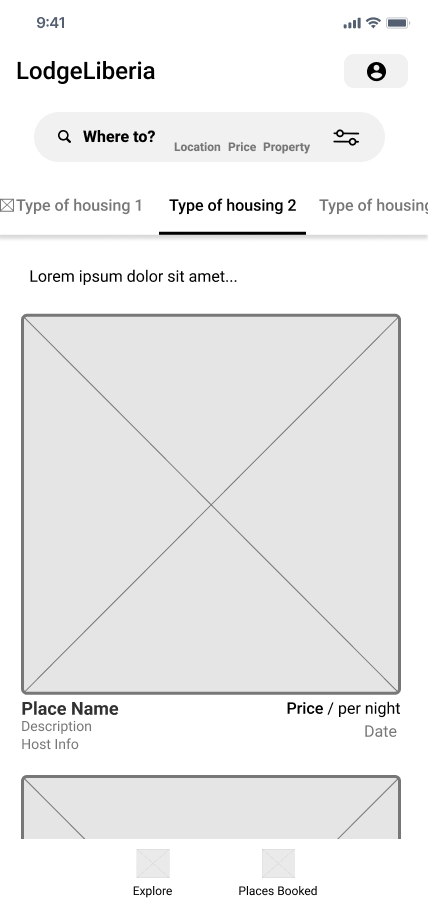 9:41
LodgeLiberia
Where to?
Location Price Property
Type of housing 1 Type of housing 2 Type of housing
Lorem ipsum dolor sit amet...
Place Name Price / per night
Description Date
Host Info
Explore Places Booked